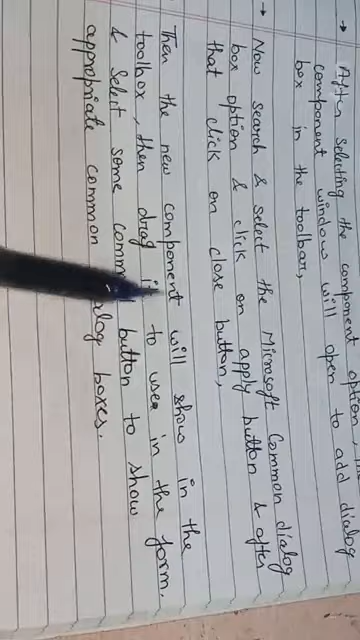 → After selecting the component option, the
component window will open to add dialog
box in the toolbar,
→ Now search & select the Microsoft Common dialog
box option & click on apply button & after
that click on close button,
Then the new component will show in the
toolbox, then drag it to use in the form.
& Select some button to show
appropriate common boxes.